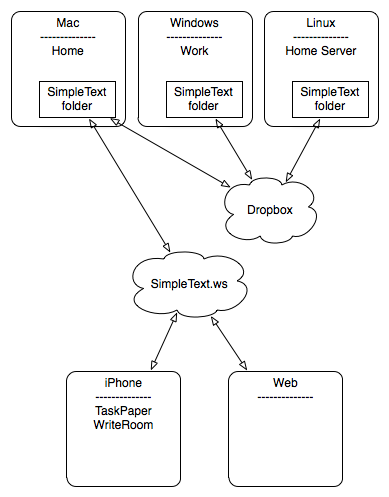 Mac
--------------
Home
SimpleText
folder
Windows
--------------
Work
SimpleText
folder
Linux
--------------
Home Server
SimpleText
folder
Dropbox
SimpleText.ws
iPhone
--------------
TaskPaper
WriteRoom
Web
--------------